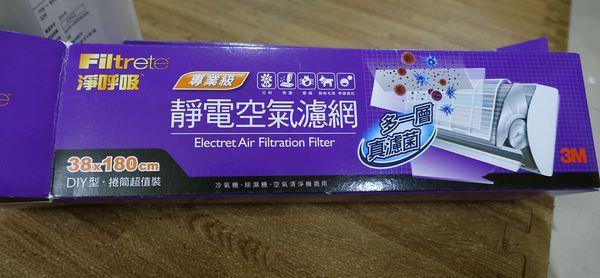 Filtrete
淨呼吸
專業級
靜電空氣濾網
Electret Air Filtration Filter
多一層
真濾菌
3M
38x180cm
DIY型・捲筒超值裝
冷氣機、除濕機、空氣清淨機適用
e